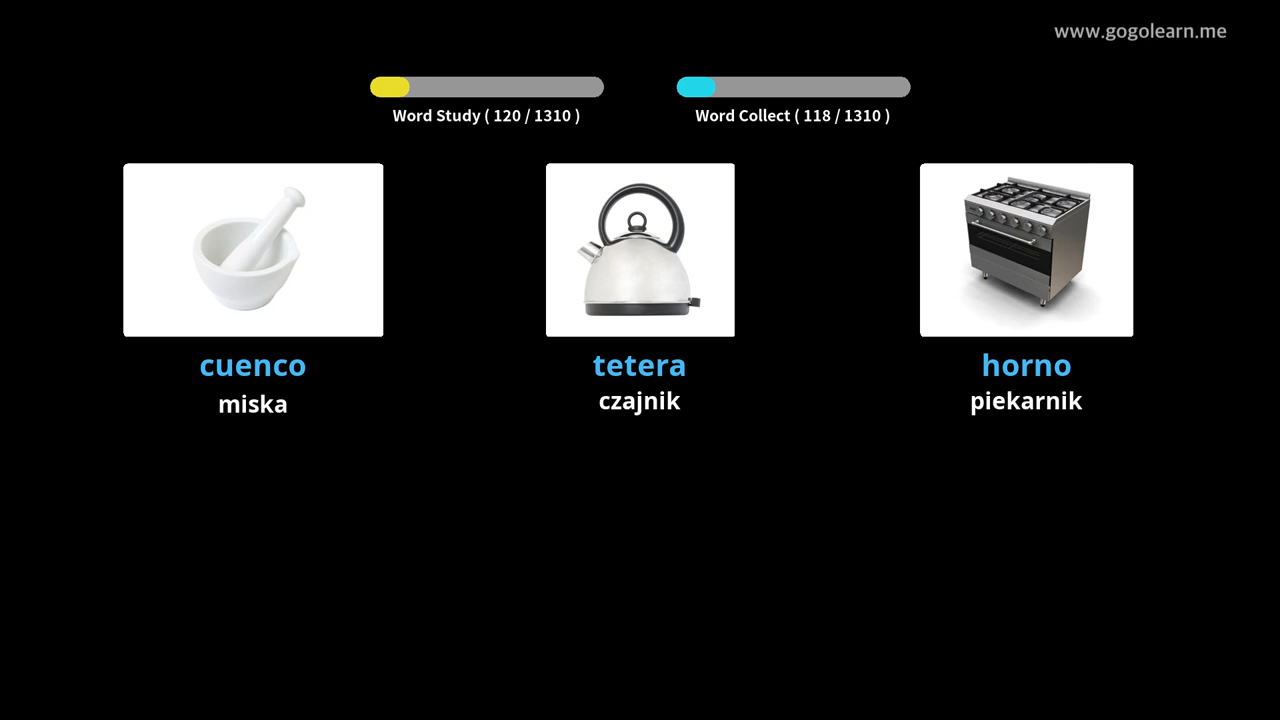 www.gogolearn.me
Word Study ( 120 / 1310 )
Word Collect ( 118 / 1310 )
cuenco
miska
tetera
czajnik
horno
piekarnik